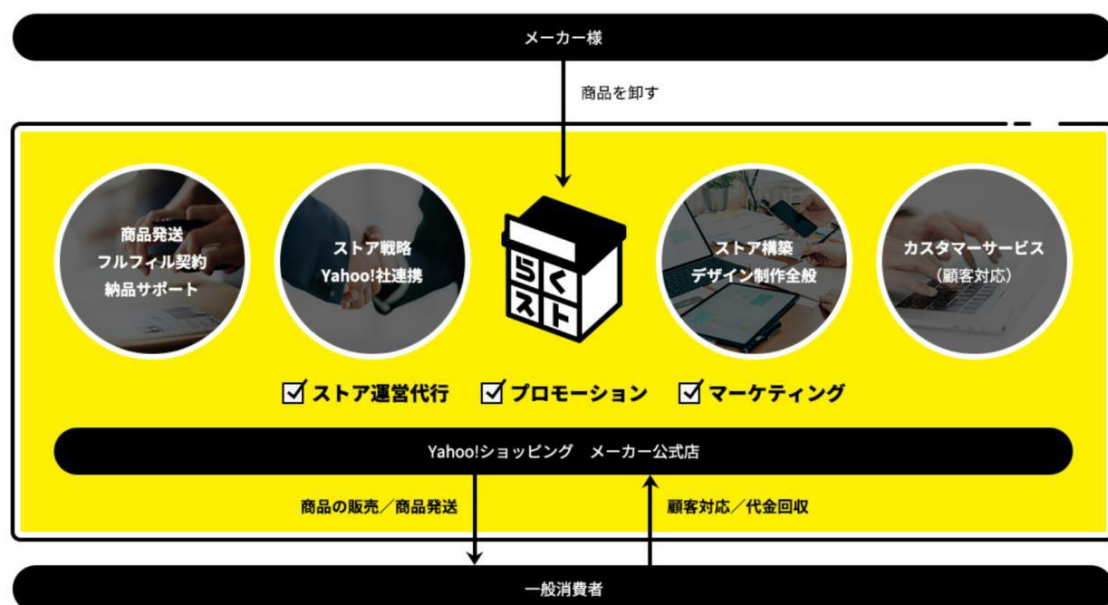 メーカー様
商品を卸す
商品発送
フルフィル契約
納品サポート
ストア戦略
Yahoo!社連携
らく
スト
ストア構築
デザイン制作全般
カスタマーサービス
（顧客対応）
ストア運営代行
プロモーション
マーケティング
Yahoo!ショッピング　メーカー公式店
商品の販売／商品発送
顧客対応／代金回収
一般消費者